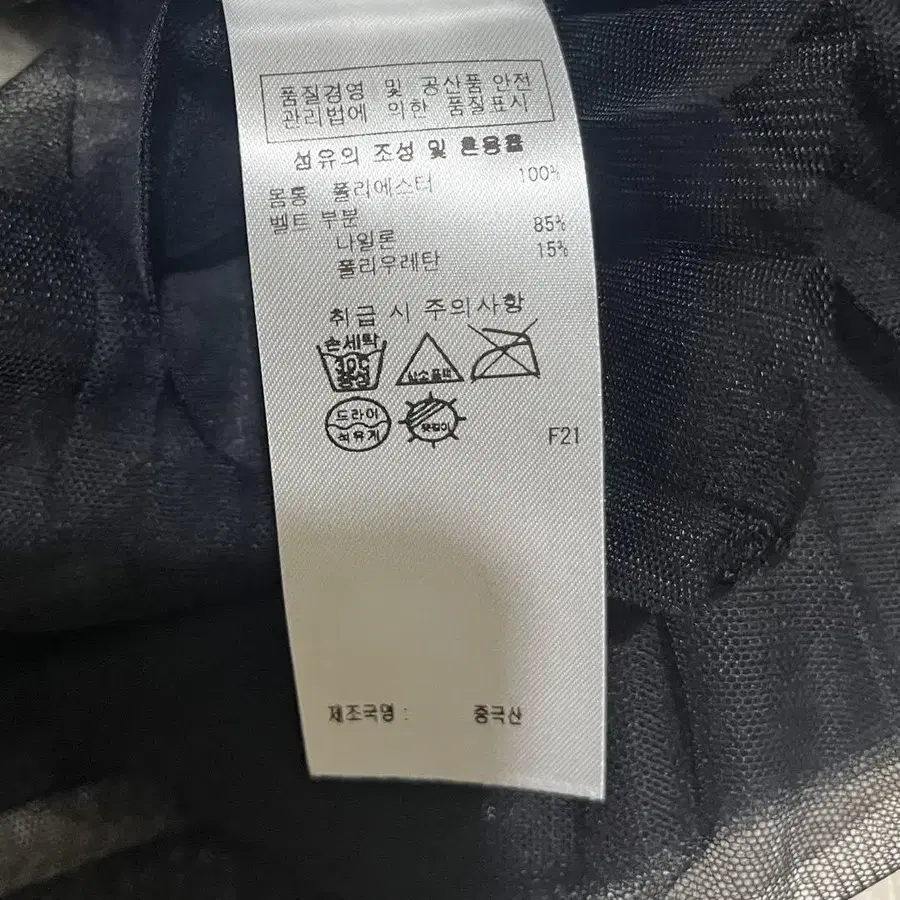 품질경영 및 공산품 안전
관리법에 의한 품질표시
섬유의 조성 및 혼용율
몸통 폴리에스터 100%
벨트 부분
나일론 85%
폴리우레탄 15%
취급 시 주의사항
손세탁
30℃
중성
산소표백
드라이
석유계
옷걸이
F21
제조국명 : 중국산